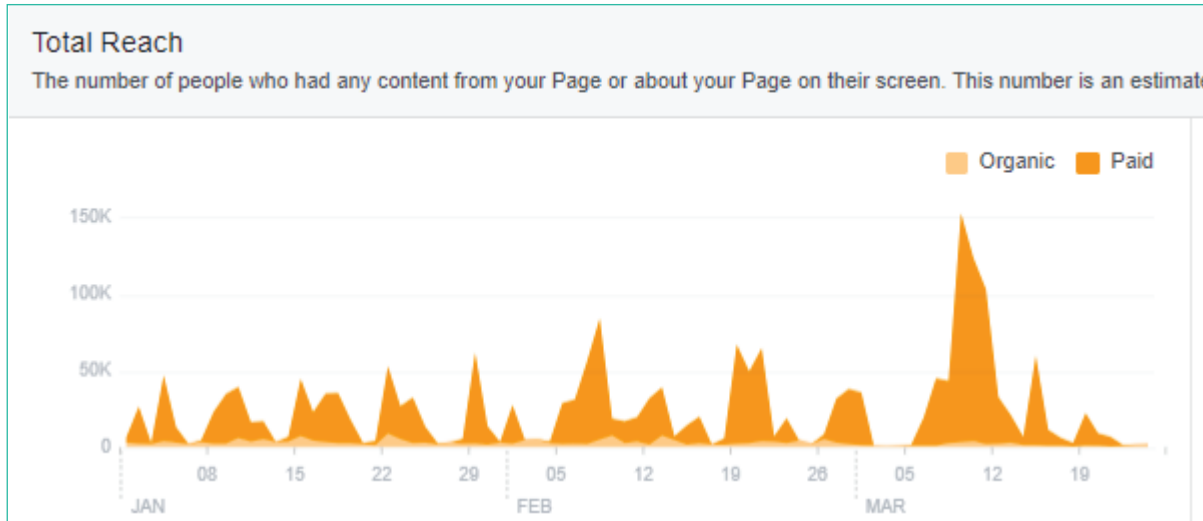 Total Reach
The number of people who had any content from your Page or about your Page on their screen. This number is an estimate
Organic Paid
150K
100K
50K
0
08 15 22 29 05 12 19 26 05 12 19
JAN FEB MAR